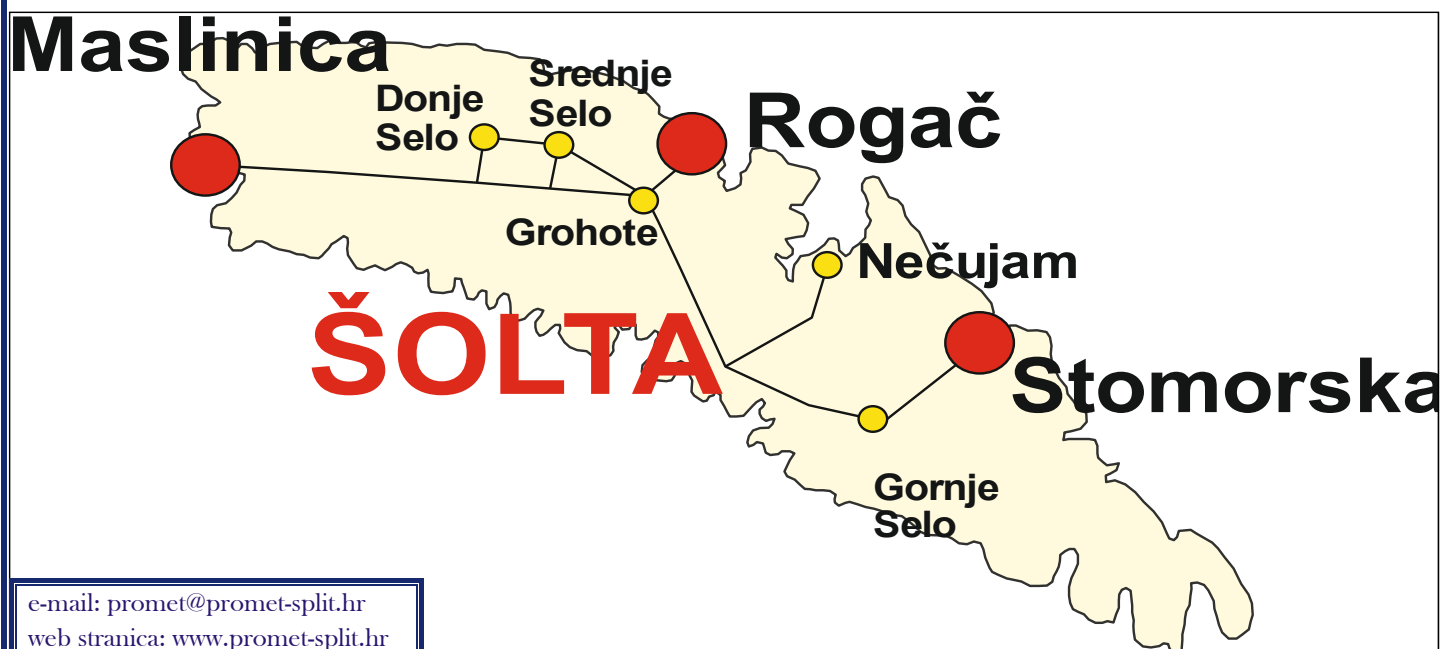 Maslinica
Donje
Selo
Srednje
Selo
Rogač
Grohote
Nečujam
ŠOLTA
Stomorska
Gornje
Selo
e-mail: promet@promet-split.hr
web stranica: www.promet-split.hr